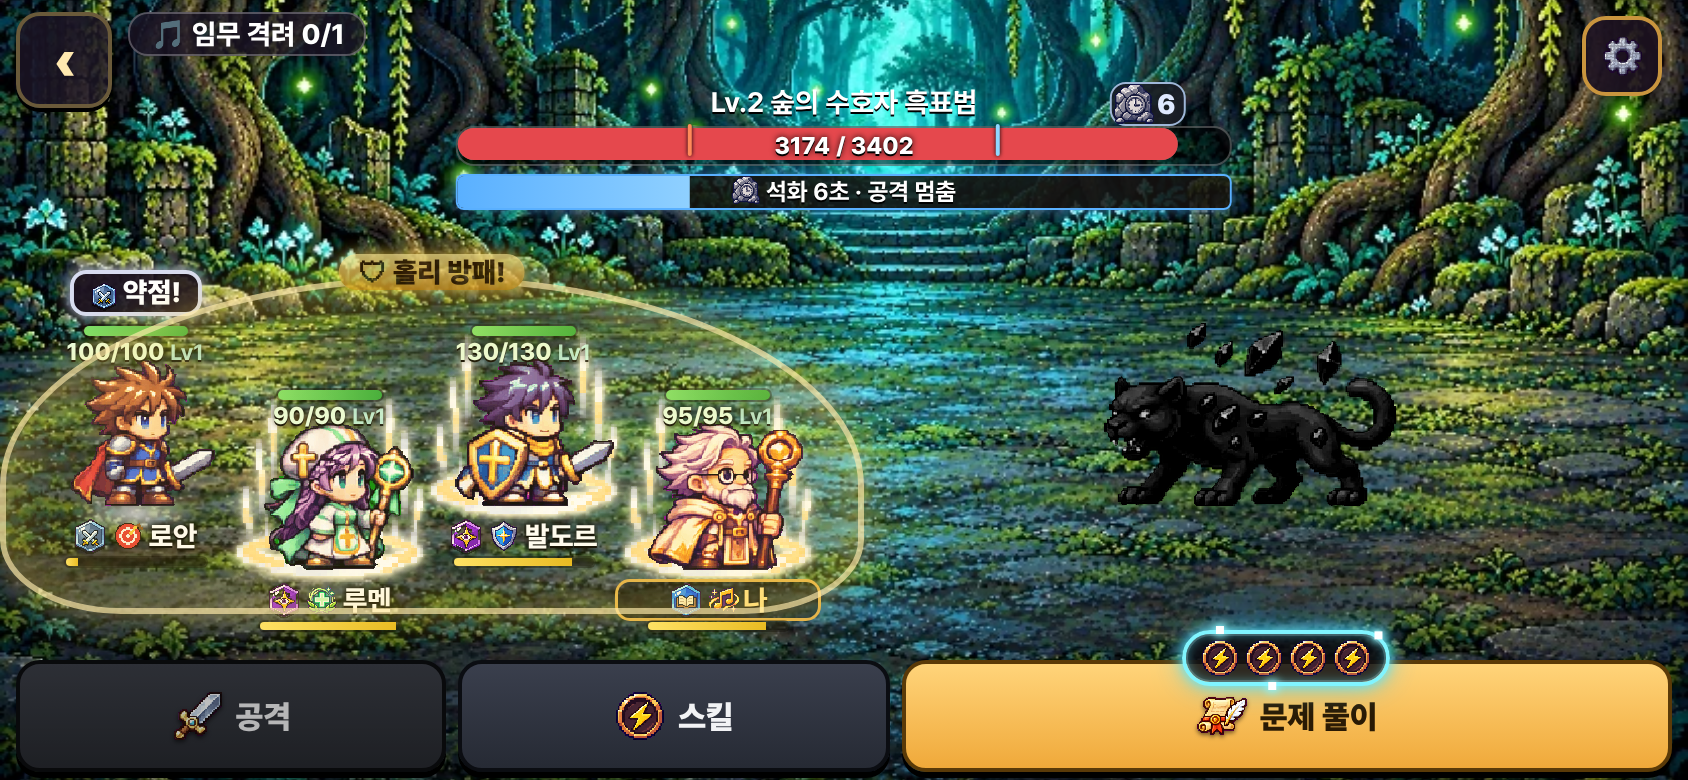 임무 격려 0/1
Lv.2 숲의 수호자 흑표범
6
3174 / 3402
석화 6초 · 공격 멈춤
홀리 방패!
약점!
100/100 Lv1
130/130 Lv1
90/90 Lv1
95/95 Lv1
로안
발도르
루멘
나
공격
스킬
문제 풀이